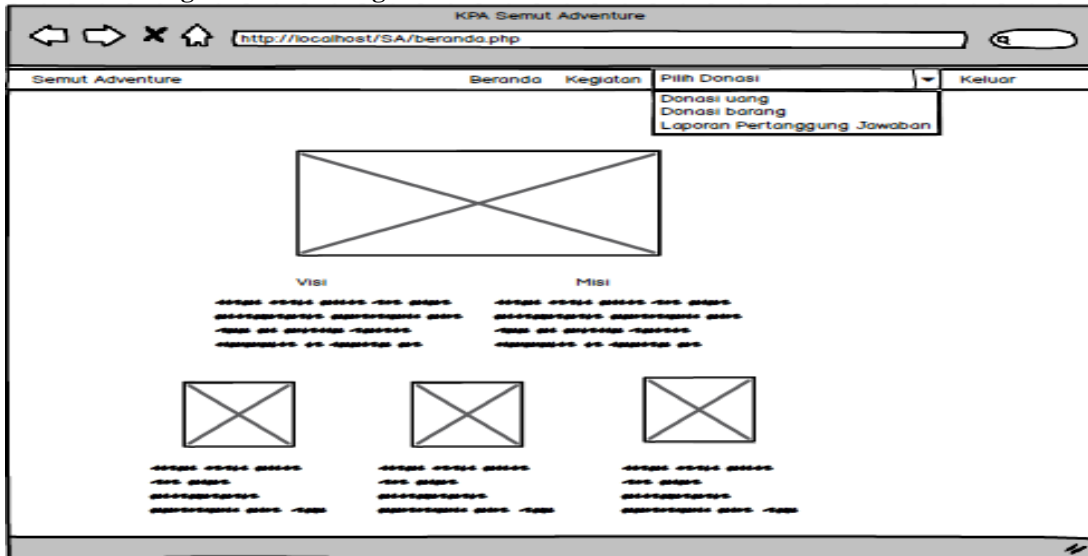 KPA Semut Adventure
http://localhost/SA/beranda.php
Semut Adventure Beranda Kegiatan Pilih Donasi Keluar
Donasi uang
Donasi barang
Laporan Pertanggung Jawaban
Visi Misi